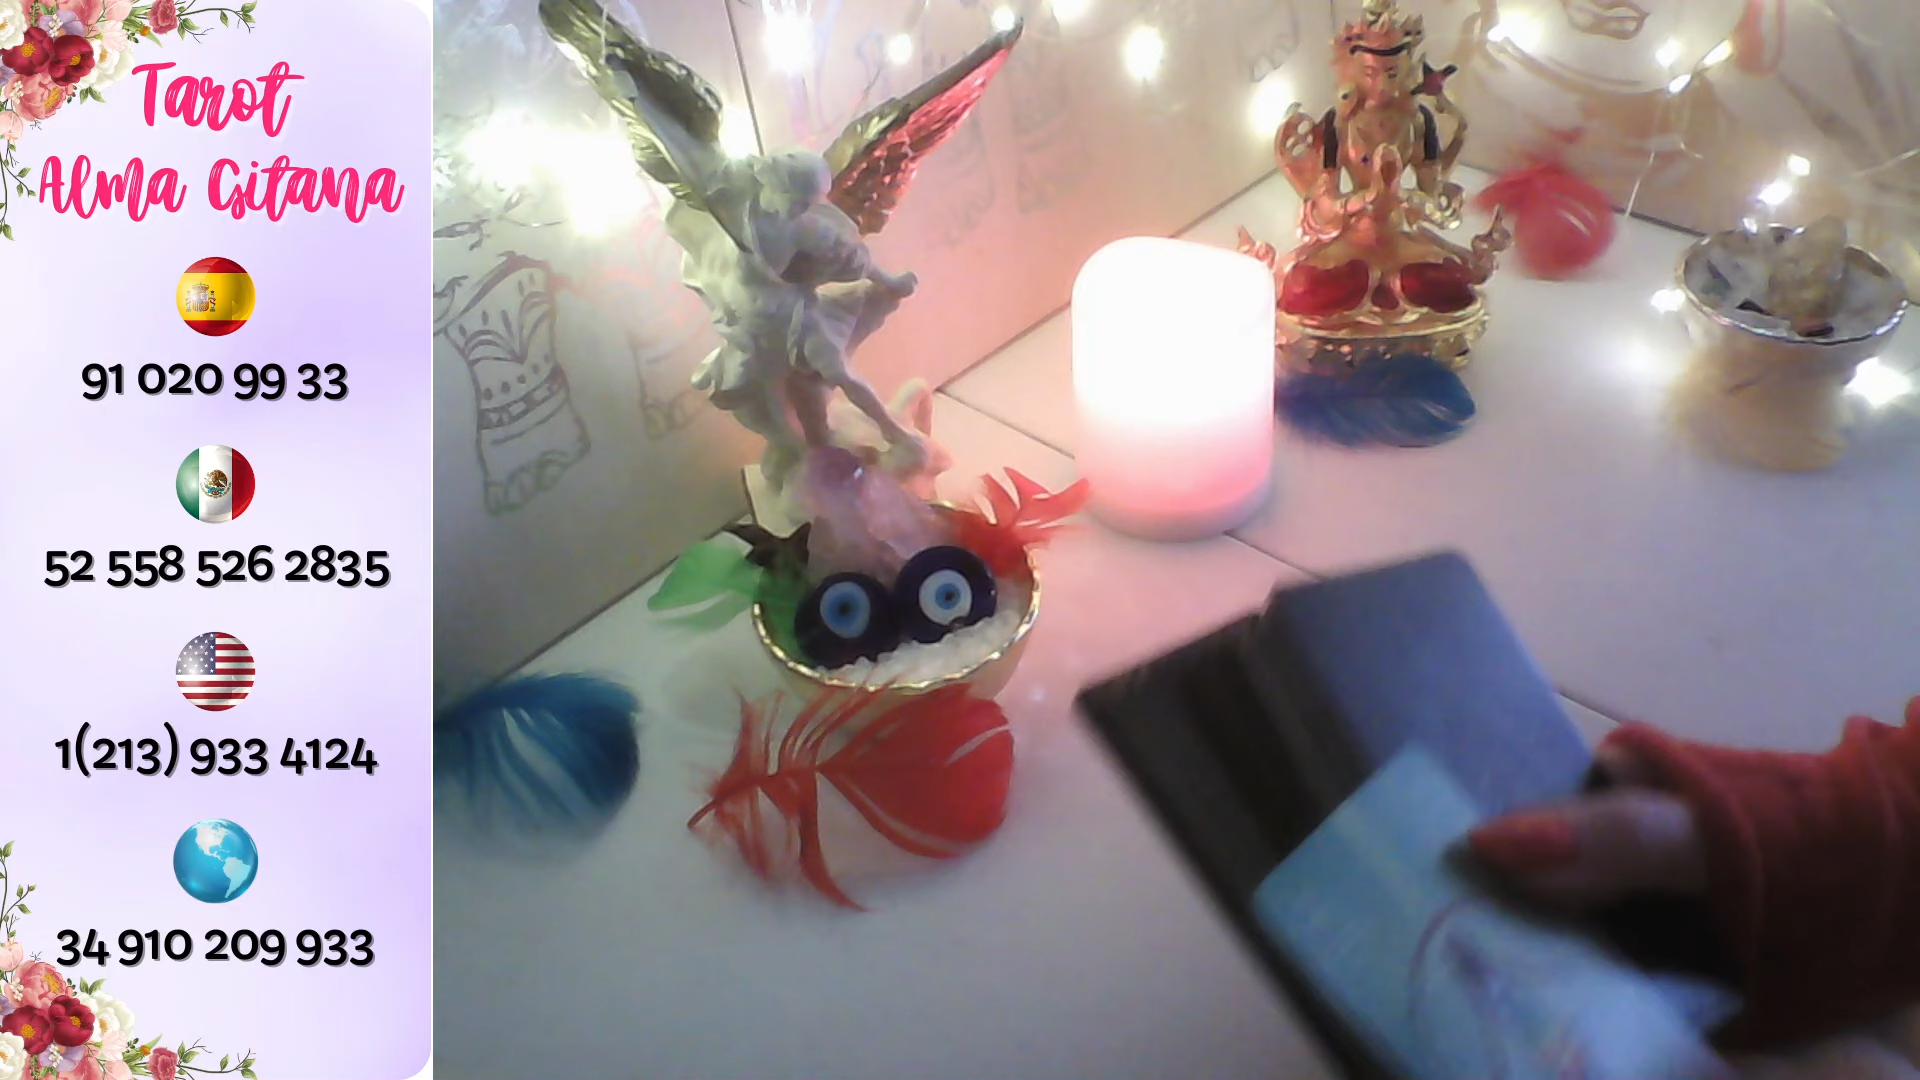 Tarot
Alma Gitana
91 020 99 33
52 558 526 2835
1(213) 933 4124
34 910 209 933